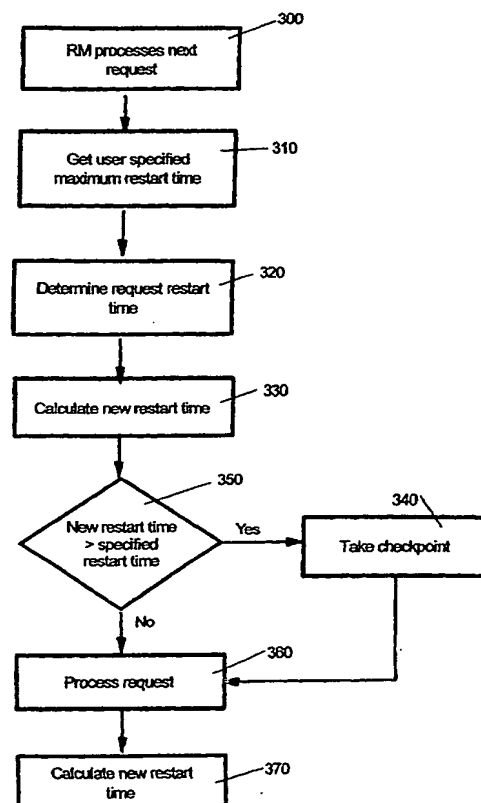 300
RM processes next
request
310
Get user specified
maximum restart time
320
Determine request restart
time
330
Calculate new restart time
350
New restart time
> specified
restart time
Yes
340
Take checkpoint
No
360
Process request
Calculate new restart
time
370